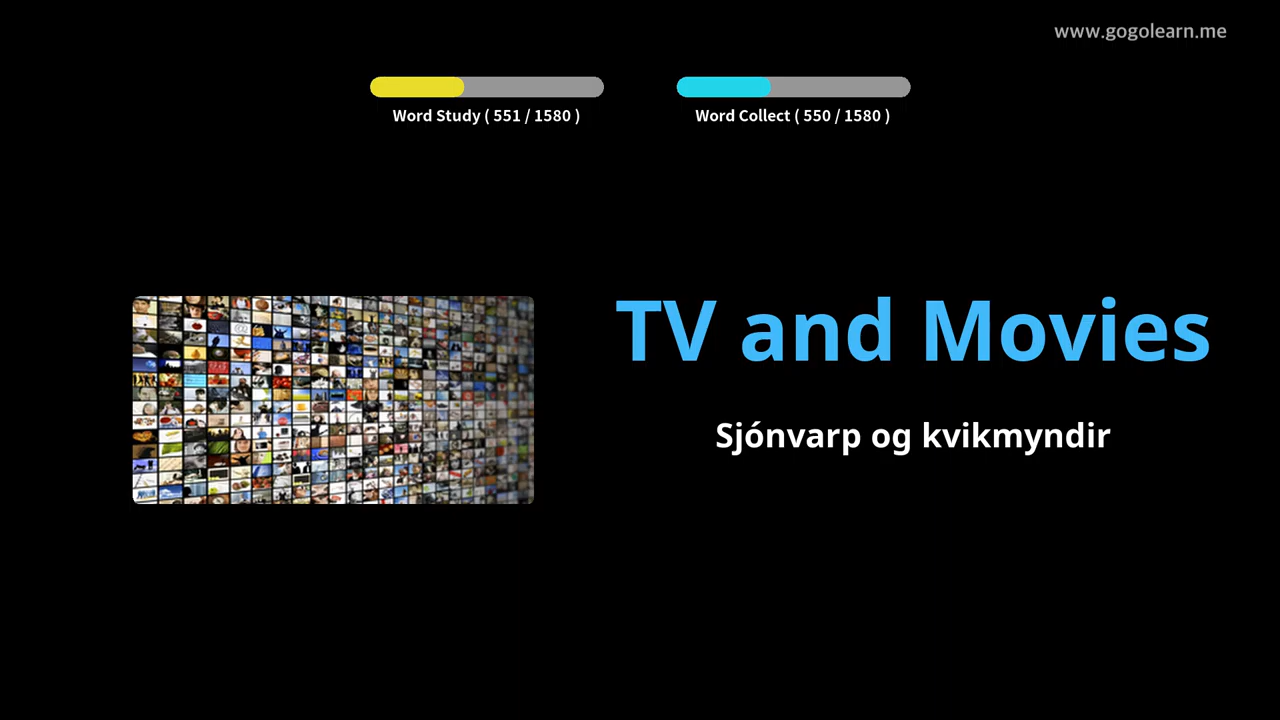 www.gogolearn.me
Word Study ( 551 / 1580 )
Word Collect ( 550 / 1580 )
TV and Movies
Sjónvarp og kvikmyndir